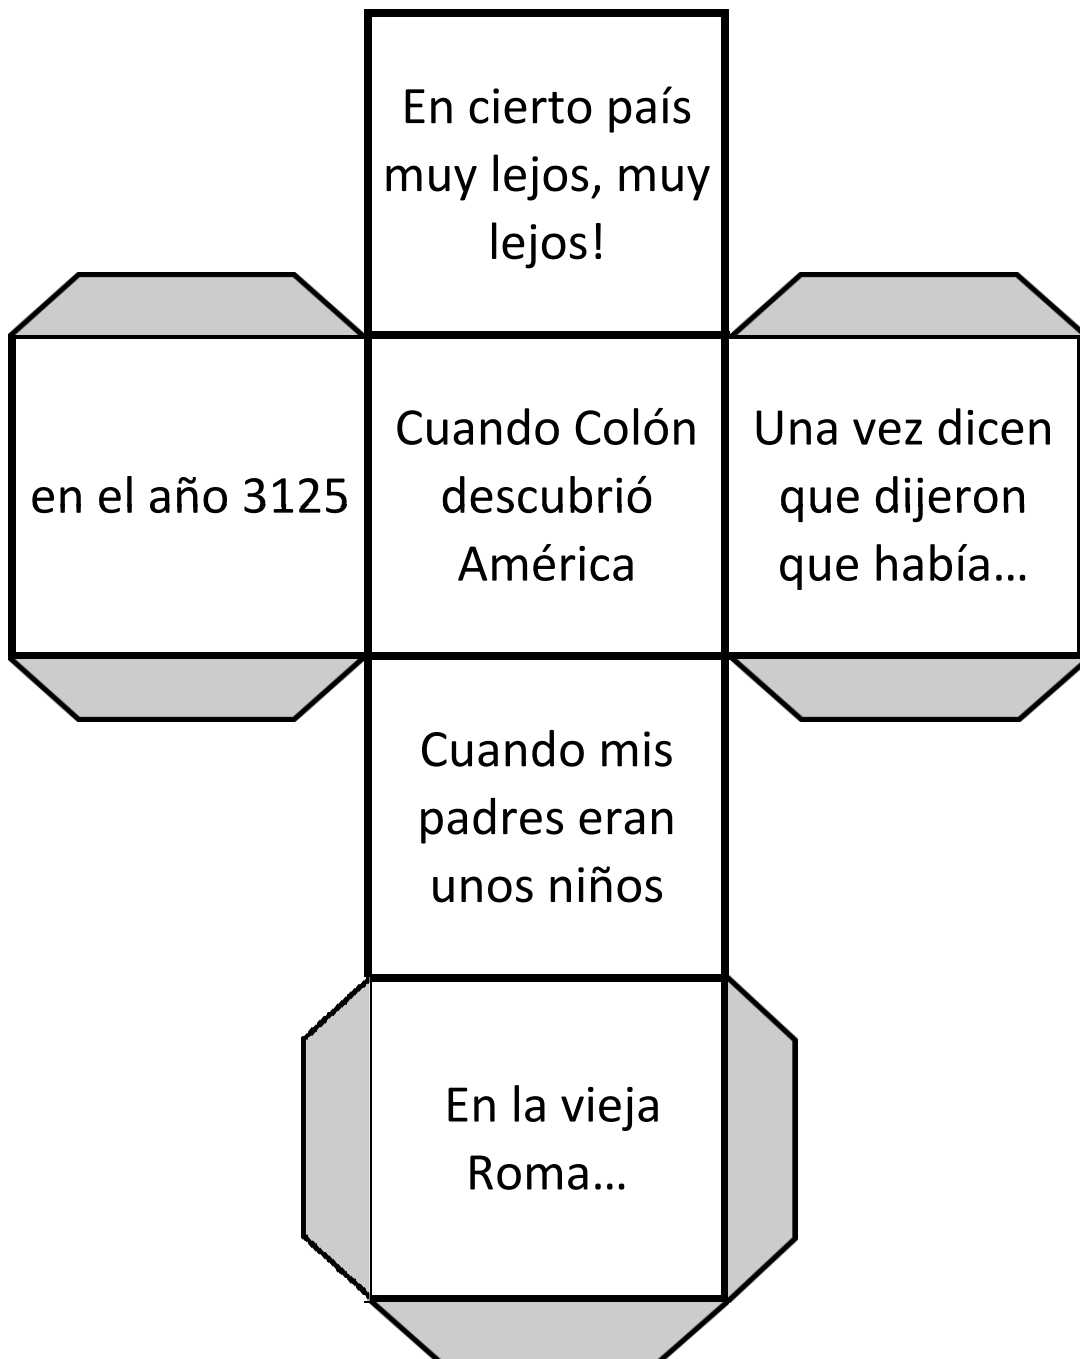 En cierto país
muy lejos, muy
lejos!
en el año 3125
Cuando Colón
descubrió
América
Una vez dicen
que dijeron
que había...
Cuando mis
padres eran
unos niños
En la vieja
Roma...